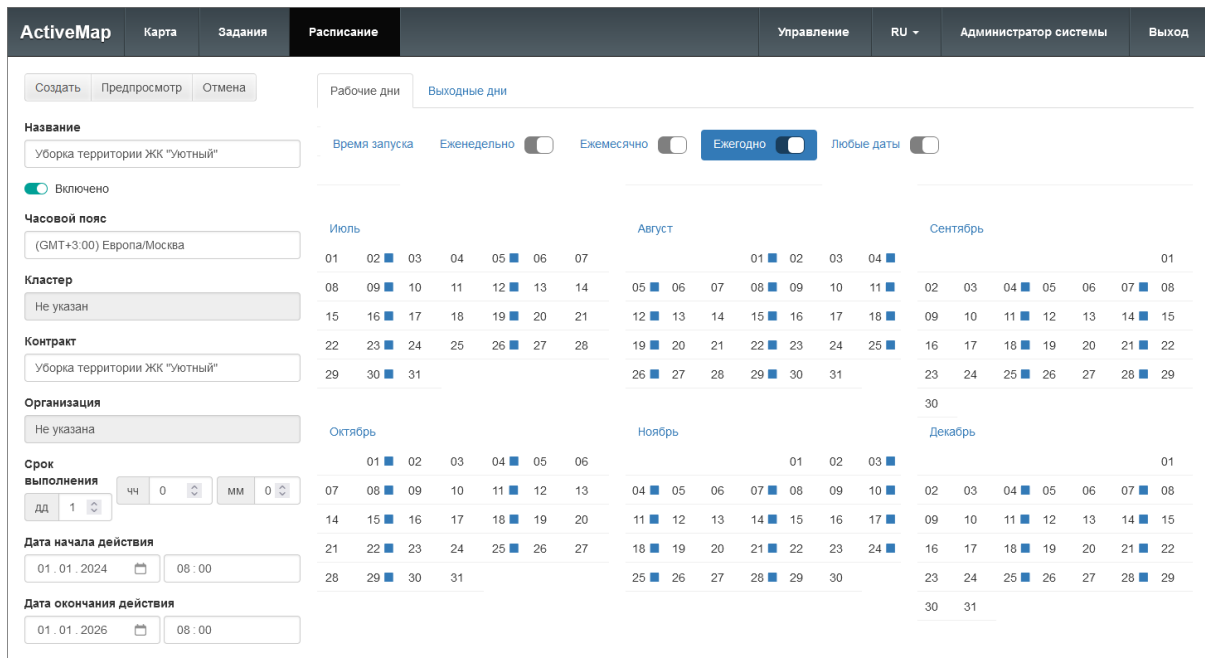 ActiveMap Карта Задания Расписание Управление RU Администратор системы Выход
Создать Предпросмотр Отмена
Название
Уборка территории ЖК "Уютный"
Включено
Часовой пояс
(GMT+3:00) Европа/Москва
Кластер
Не указан
Контракт
Уборка территории ЖК "Уютный"
Организация
Не указана
Срок
выполнения
дд 1
чч 0
мм 0
Дата начала действия
01.01.2024 08:00
Дата окончания действия
01.01.2026 08:00
Рабочие дни Выходные дни
Время запуска Еженедельно Ежемесячно Ежегодно Любые даты
Июль
01 02 03 04 05 06 07
08 09 10 11 12 13 14
15 16 17 18 19 20 21
22 23 24 25 26 27 28
29 30 31
Август
01 02 03 04
05 06 07 08 09 10 11
12 13 14 15 16 17 18
19 20 21 22 23 24 25
26 27 28 29 30 31
Сентябрь
01
02 03 04 05 06 07 08
09 10 11 12 13 14 15
16 17 18 19 20 21 22
23 24 25 26 27 28 29
30
Октябрь
01 02 03 04 05 06
07 08 09 10 11 12 13
14 15 16 17 18 19 20
21 22 23 24 25 26 27
28 29 30 31
Ноябрь
01 02 03
04 05 06 07 08 09 10
11 12 13 14 15 16 17
18 19 20 21 22 23 24
25 26 27 28 29 30
Декабрь
01
02 03 04 05 06 07 08
09 10 11 12 13 14 15
16 17 18 19 20 21 22
23 24 25 26 27 28 29
30 31